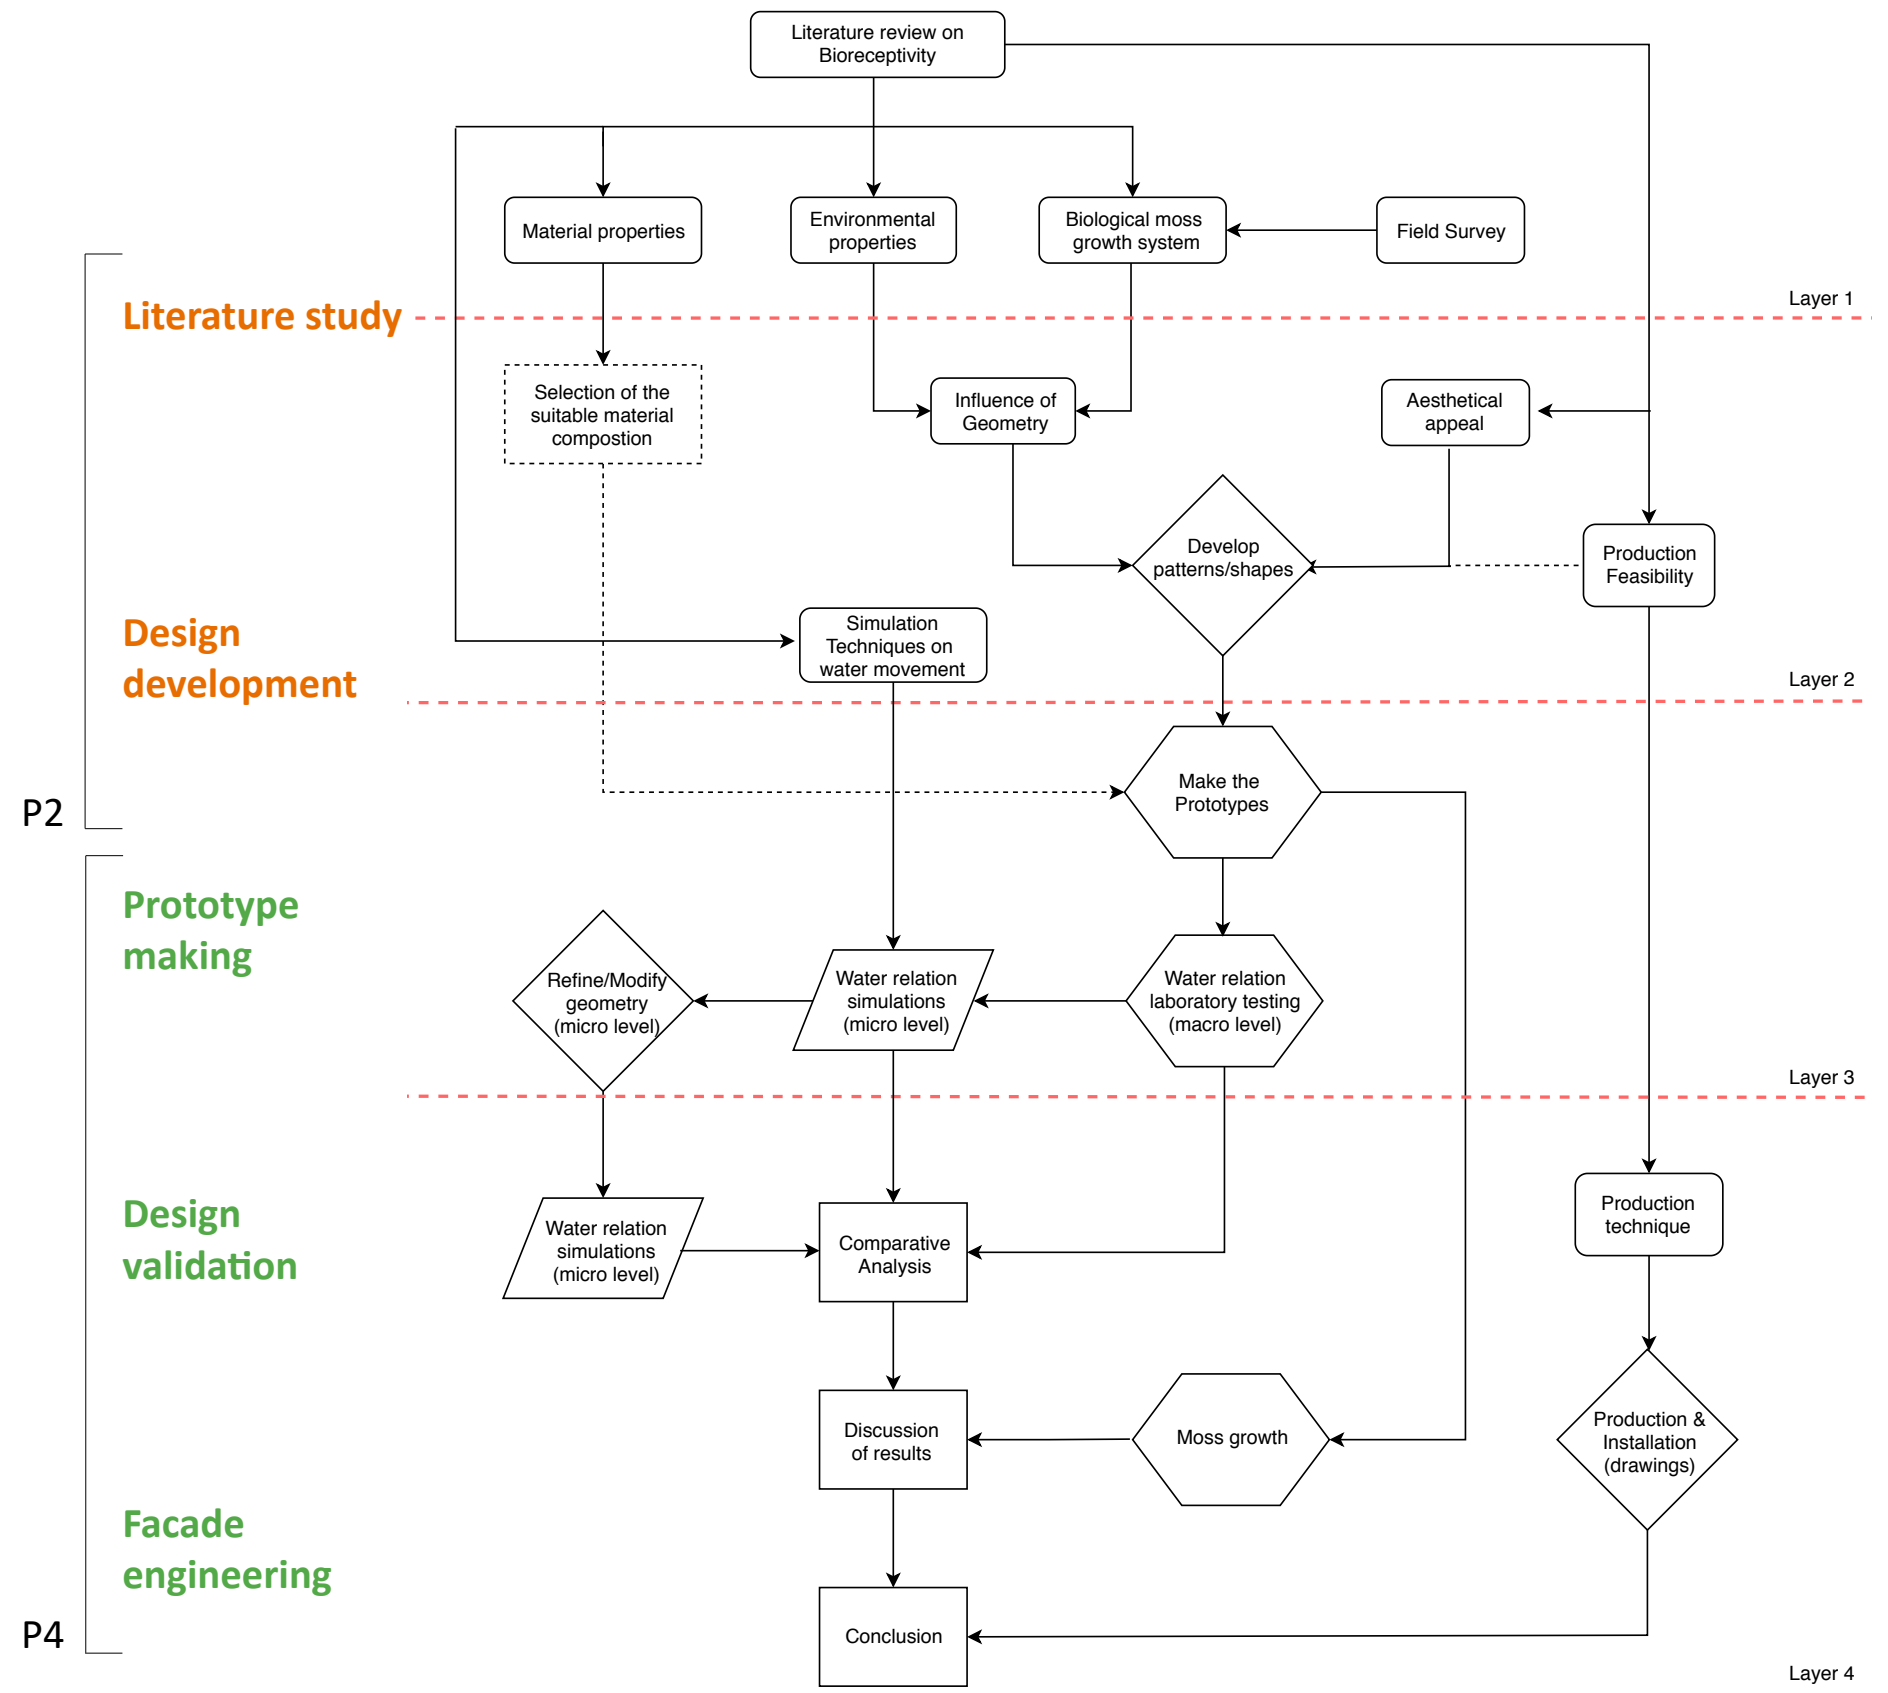 Literature review on
Bioreceptivity
Material properties
Environmental
properties
Biological moss
growth system
Field Survey
Layer 1
Literature study
Selection of the
suitable material
compostion
Influence of
Geometry
Aesthetical
appeal
Develop
patterns/shapes
Production
Feasibility
Simulation
Techniques on
water movement
Design
development
Layer 2
Make the
Prototypes
P2
Prototype
making
Refine/Modify
geometry
(micro level)
Water relation
simulations
(micro level)
Water relation
laboratory testing
(macro level)
Layer 3
Design
validation
Water relation
simulations
(micro level)
Comparative
Analysis
Production
technique
Discussion
of results
Moss growth
Production &
Installation
(drawings)
Facade
engineering
P4
Conclusion
Layer 4